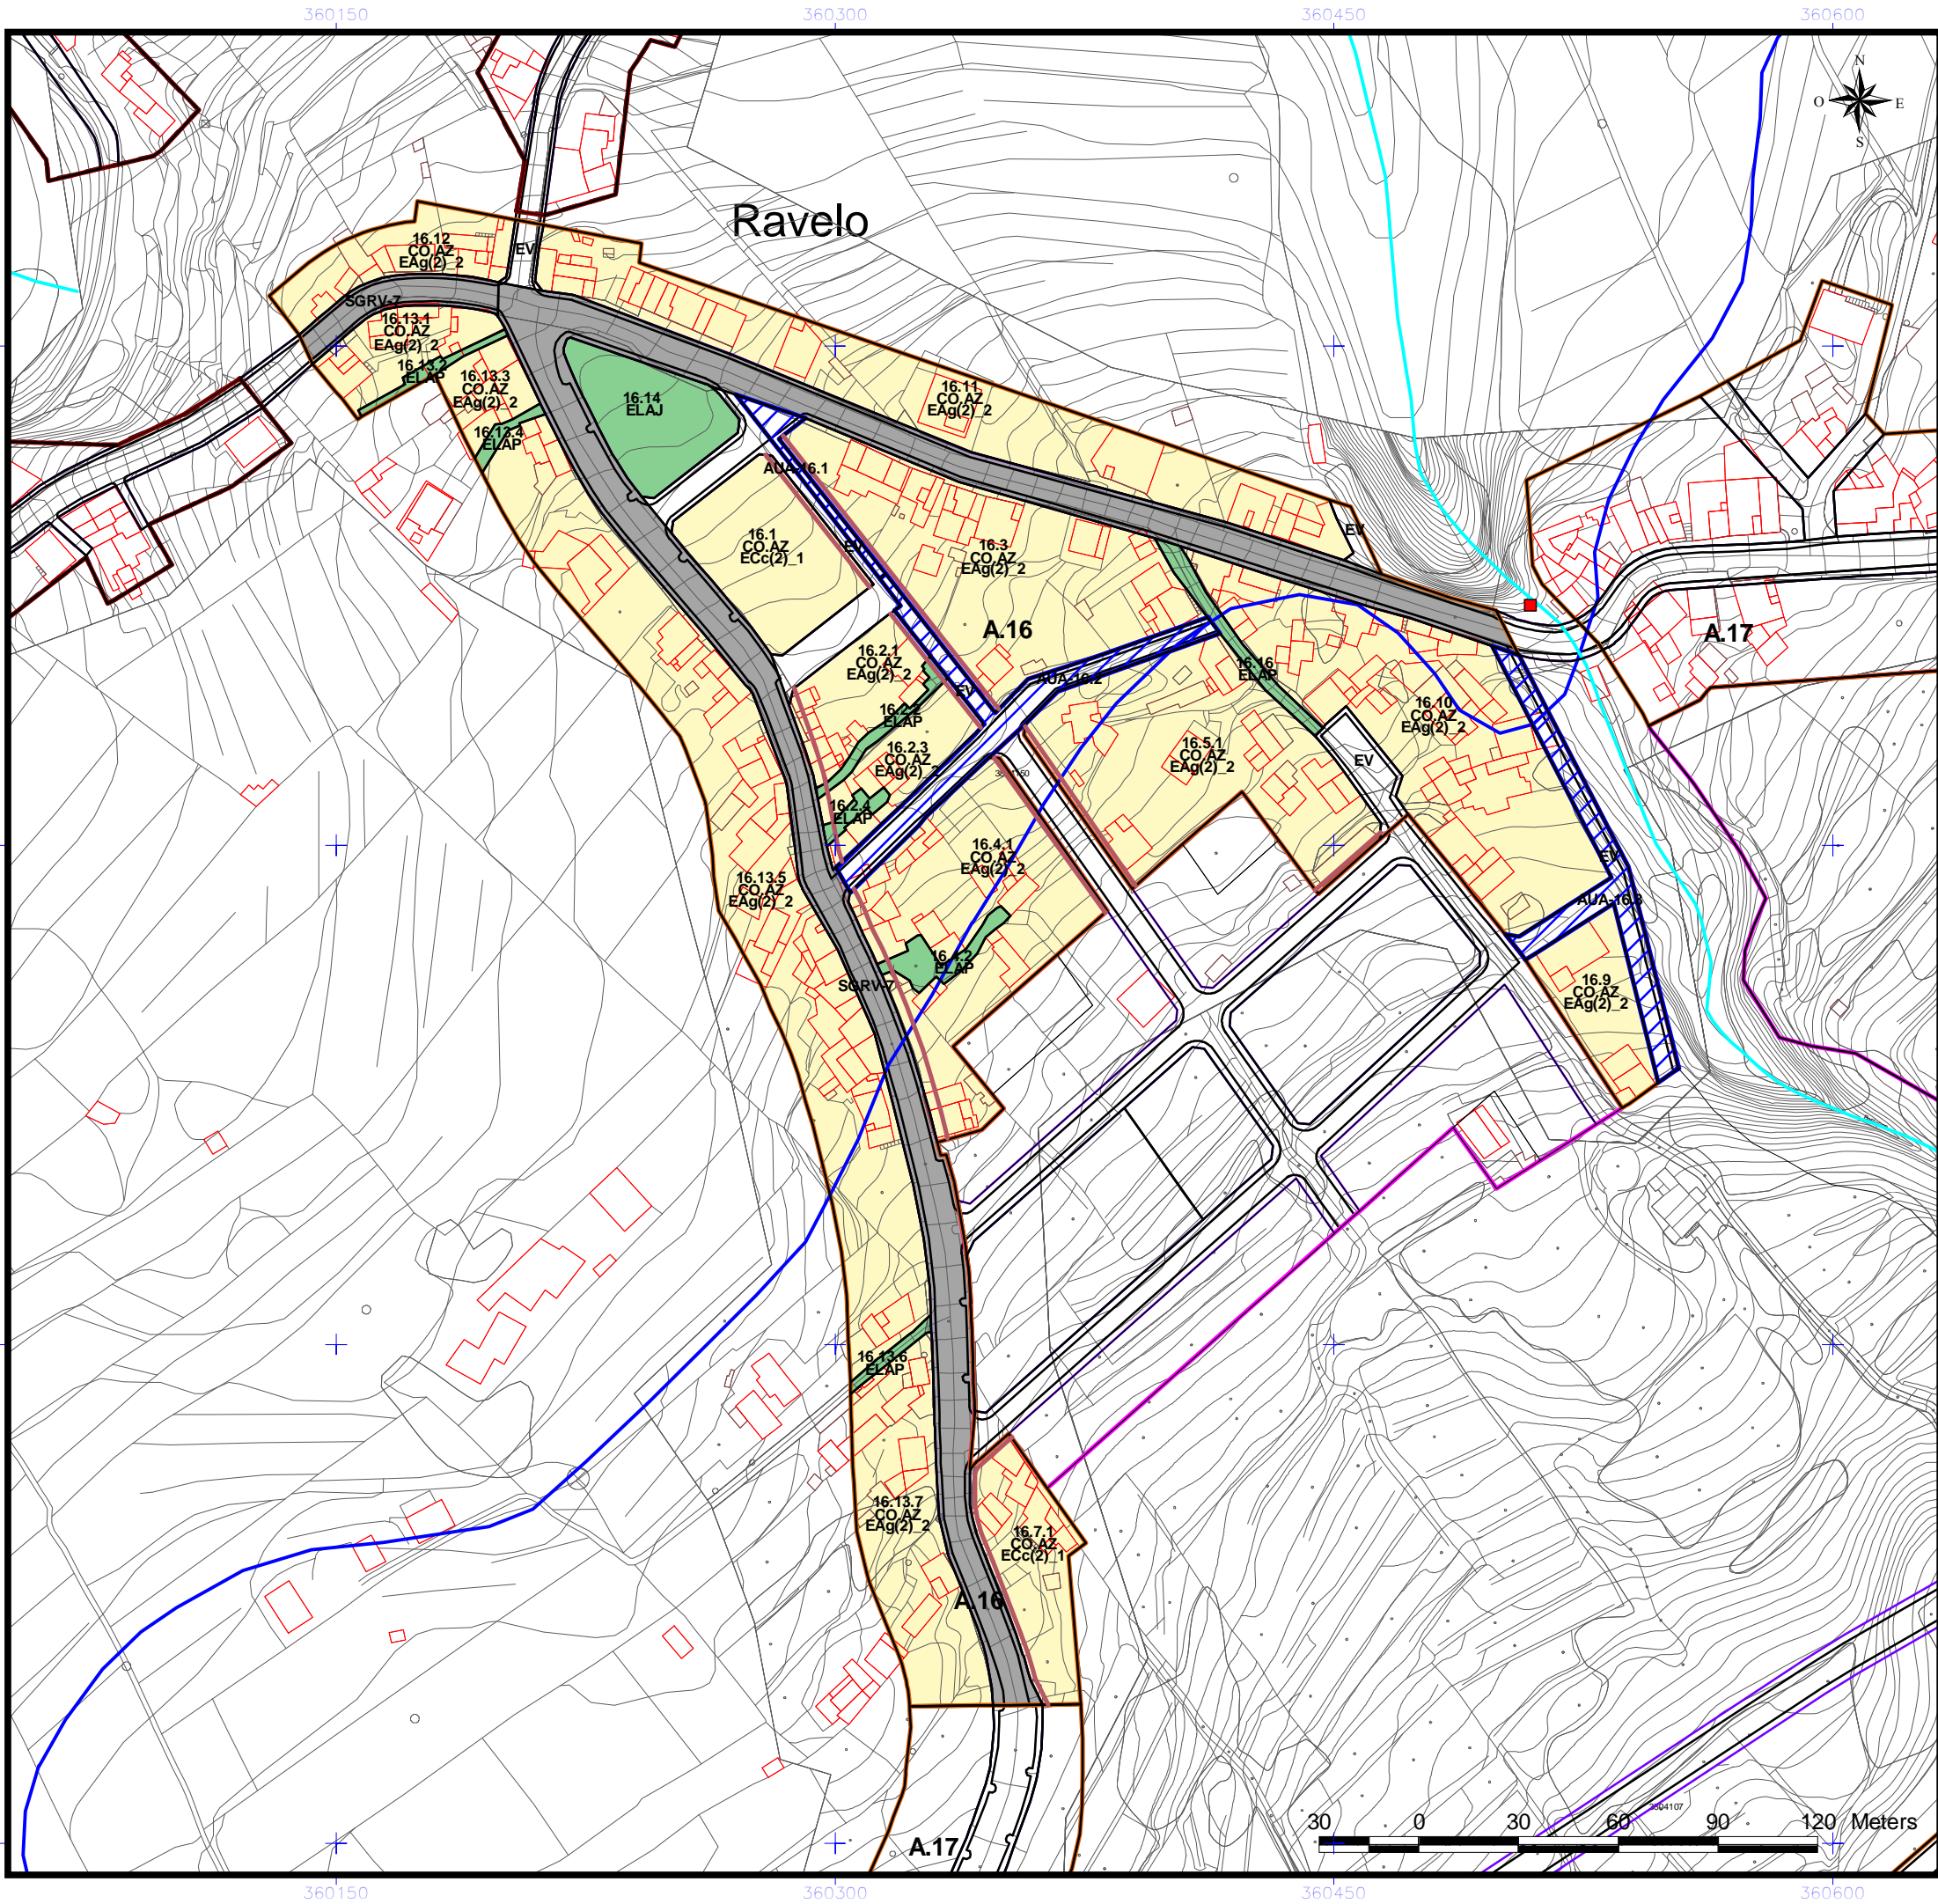 360150
360300
360450
360600
N
O
E
S
Ravelo
16.12
CO.AZ
EAg(2)_2
EV
SGRV-7
16.13.1
CO.AZ
EAg(2)_2
16.13.2
ELAP
16.13.3
CO.AZ
EAg(2)_2
16.14
ELAJ
16.11
CO.AZ
EAg(2)_2
16.13.4
ELAP
AUA-16.1
16.1
CO.AZ
ECc(2)_1
EV
16.3
CO.AZ
EAg(2)_2
EV
A.16
A.17
16.2.1
CO.AZ
EAg(2)_2
EV
AUA-16.2
16.16
ELAP
16.2.2
ELAP
16.10
CO.AZ
EAg(2)_2
16.2.3
CO.AZ
EAg(2)_2
16.5.1
CO.AZ
EAg(2)_2
EV
16.2.4
ELAP
16.4.1
CO.AZ
EAg(2)_2
EV
16.13.5
CO.AZ
EAg(2)_2
AUA-16.3
16.4.2
ELAP
SGRV-7
16.9
CO.AZ
EAg(2)_2
16.13.6
ELAP
16.13.7
CO.AZ
EAg(2)_2
16.7.1
CO.AZ
ECc(2)_1
A.16
A.17
3804107
30 0 30 60 90 120 Meters
360150
360300
360450
360600